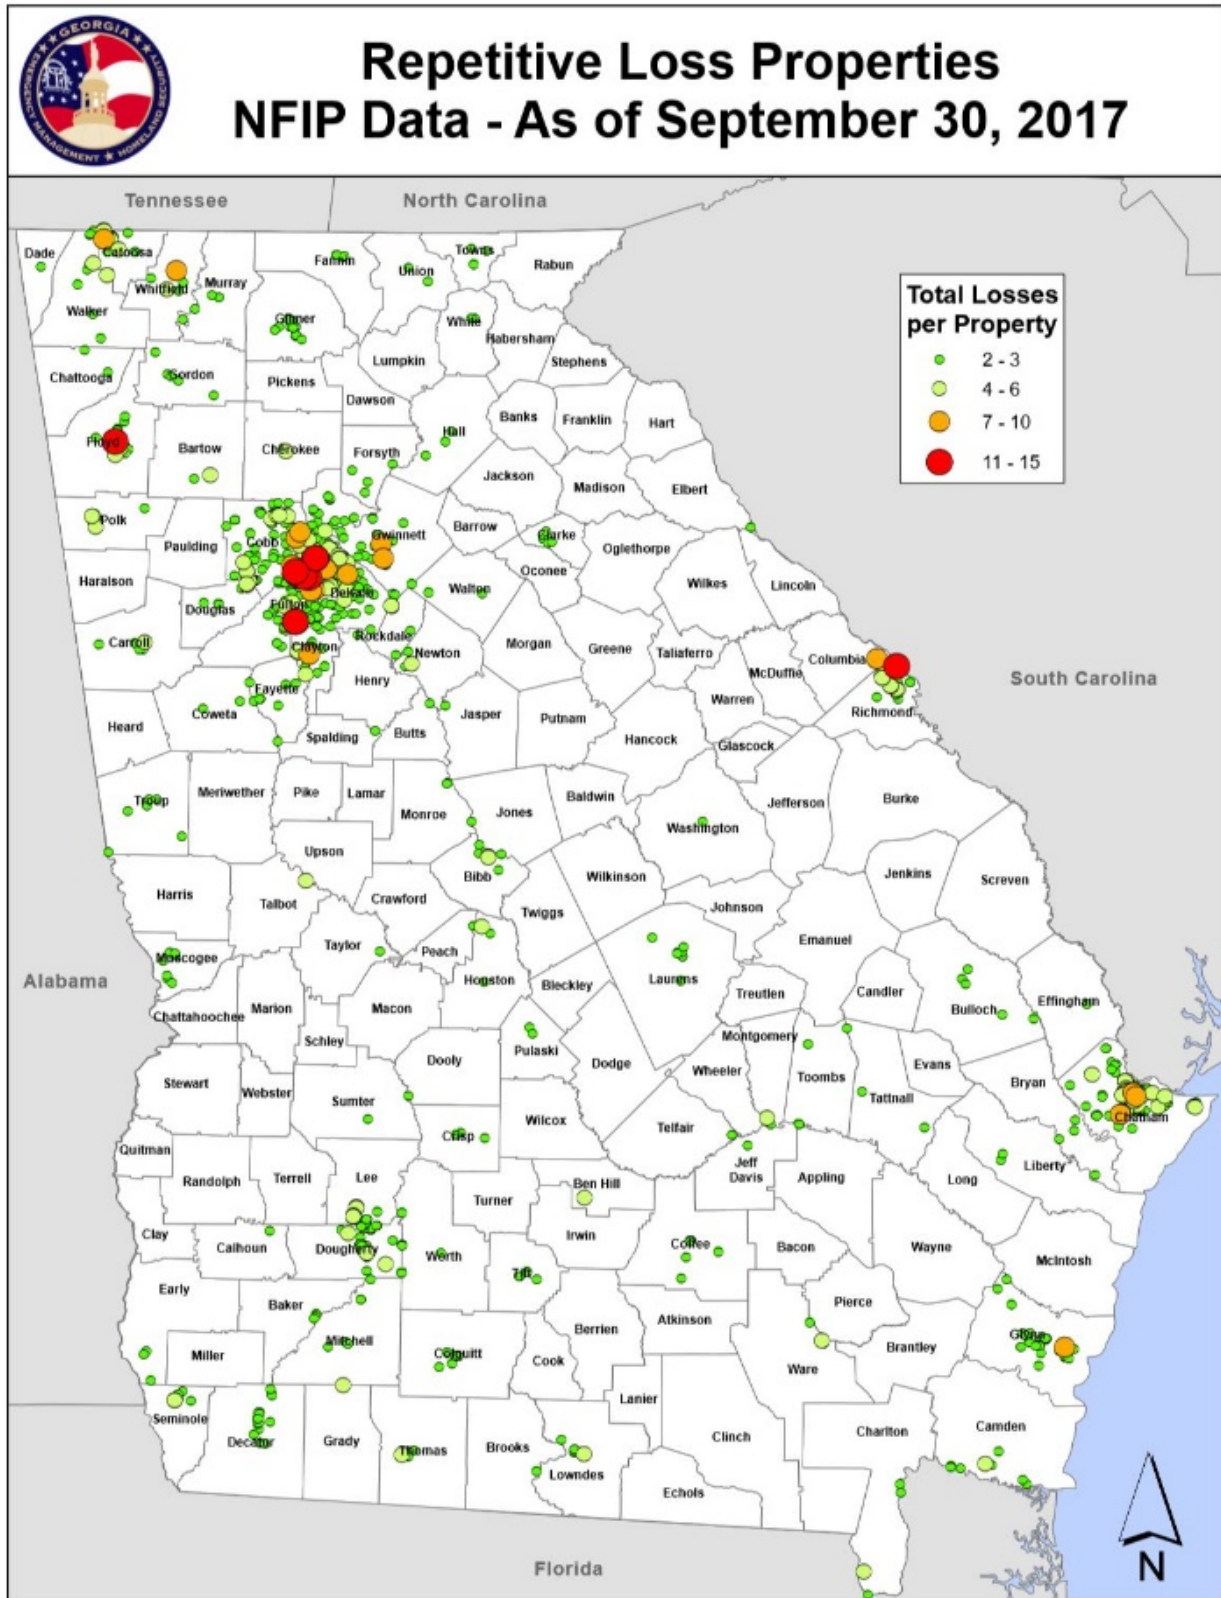 GEORGIA
EMERGENCY MANAGEMENT ★ HOMELAND SECURITY
Repetitive Loss Properties
NFIP Data - As of September 30, 2017
Tennessee
North Carolina
Dade
Catoosa
Fannin
Towns
Union
Rabun
Whitfield
Murray
Walker
Gilmer
White
Habersham
Lumpkin
Stephens
Chattooga
Gordon
Pickens
Dawson
Banks
Franklin
Hart
Floyd
Bartow
Cherokee
Hall
Forsyth
Jackson
Madison
Elbert
Polk
Paulding
Cobb
Gwinnett
Barrow
Clarke
Oglethorpe
Haralson
Oconee
Wilkes
Lincoln
Douglas
Fulton
DeKalb
Walton
Carroll
Clayton
Rockdale
Newton
Morgan
Greene
Taliaferro
McDuffie
Columbia
Heard
Coweta
Fayette
Henry
Jasper
Putnam
Warren
Richmond
Spalding
Butts
Hancock
Glascock
Troup
Meriwether
Pike
Lamar
Monroe
Jones
Baldwin
Washington
Jefferson
Burke
Upson
Harris
Talbot
Crawford
Bibb
Twiggs
Wilkinson
Johnson
Jenkins
Screven
Muscogee
Taylor
Peach
Houston
Bleckley
Laurens
Treutlen
Emanuel
Candler
Bulloch
Effingham
Chattahoochee
Marion
Macon
Schley
Dooly
Pulaski
Dodge
Montgomery
Wheeler
Toombs
Evans
Tattnall
Bryan
Chatham
Stewart
Webster
Sumter
Crisp
Wilcox
Telfair
Jeff
Davis
Appling
Long
Liberty
Quitman
Randolph
Terrell
Lee
Turner
Ben Hill
Irwin
Coffee
Bacon
Wayne
McIntosh
Clay
Calhoun
Dougherty
Worth
Tift
Early
Baker
Mitchell
Colquitt
Berrien
Cook
Atkinson
Pierce
Ware
Brantley
Glynn
Miller
Seminole
Decatur
Grady
Thomas
Brooks
Lowndes
Lanier
Clinch
Echols
Charlton
Camden
Total Losses
per Property
2 - 3
4 - 6
7 - 10
11 - 15
South Carolina
Alabama
Florida
N